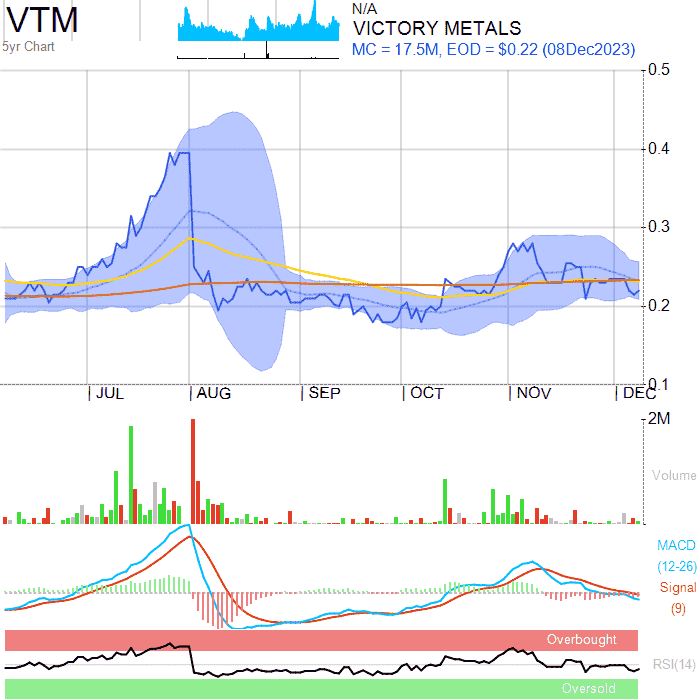 VTM
5yr Chart
N/A
VICTORY METALS
MC = 17.5M, EOD = $0.22 (08Dec2023)
0.5
0.4
0.3
0.2
0.1
JUL AUG SEP OCT NOV DEC
2M
Volume
MACD
(12-26)
Signal
(9)
Overbought
RSI(14)
Oversold